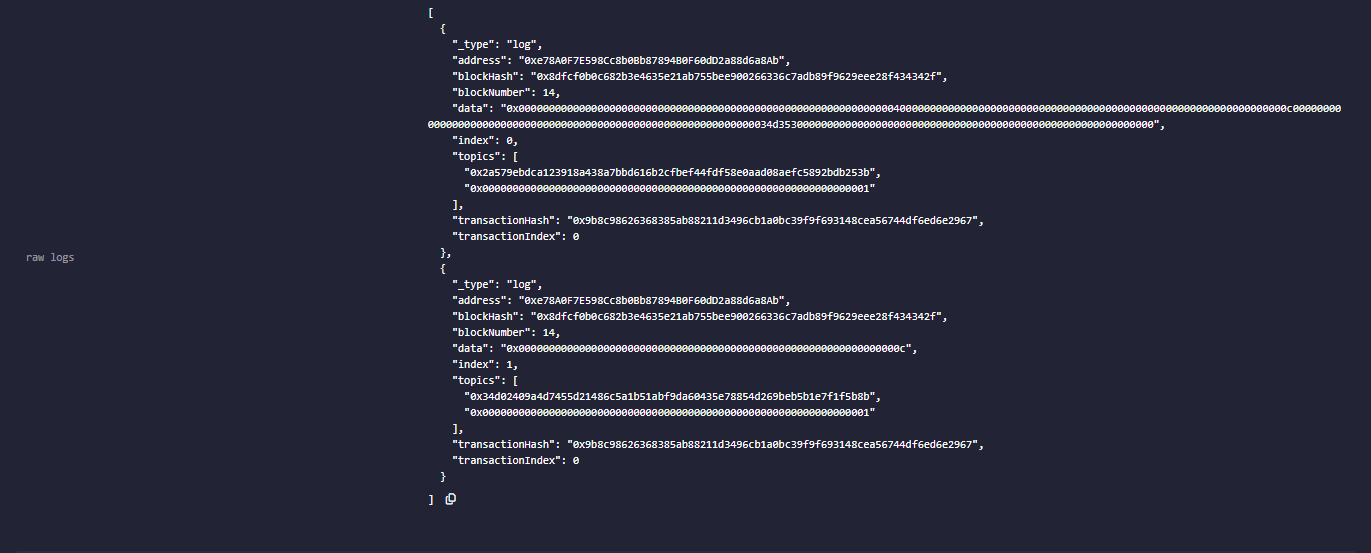 [
{
"_type": "log",
"address": "0xe78A0F7E598Cc8b0Bb87894B0F60dD2a88d6a8Ab",
"blockHash": "0x8dfcf0b0c682b3e4635e21ab755bee900266336c7adb89f9629eee28f434342f",
"blockNumber": 14,
"data": "0x0000000000000000000000000000000000000000000000000000000000000040000000000000000000000000000000000000000000000000000000000000000c00000000
000000000000000000000000000000000000000000000000000000034d35300000000000000000000000000000000000000000000000000000000000",
"index": 0,
"topics": [
"0x2a579ebdca123918a438a7bbd616b2cfbef44fdf58e0aad08aefc5892bdb253b",
"0x0000000000000000000000000000000000000000000000000000000000000001"
],
"transactionHash": "0x9b8c98626368385ab88211d3496cb1a0bc39f9f693148cea56744df6ed6e2967",
"transactionIndex": 0
},
raw logs
{
"_type": "log",
"address": "0xe78A0F7E598Cc8b0Bb87894B0F60dD2a88d6a8Ab",
"blockHash": "0x8dfcf0b0c682b3e4635e21ab755bee900266336c7adb89f9629eee28f434342f",
"blockNumber": 14,
"data": "0x000000000000000000000000000000000000000000000000000000000000000c",
"index": 1,
"topics": [
"0x34d02409a4d7455d21486c5a1b51abf9da60435e78854d269beb5b1e7f1f5b8b",
"0x0000000000000000000000000000000000000000000000000000000000000001"
],
"transactionHash": "0x9b8c98626368385ab88211d3496cb1a0bc39f9f693148cea56744df6ed6e2967",
"transactionIndex": 0
}
]